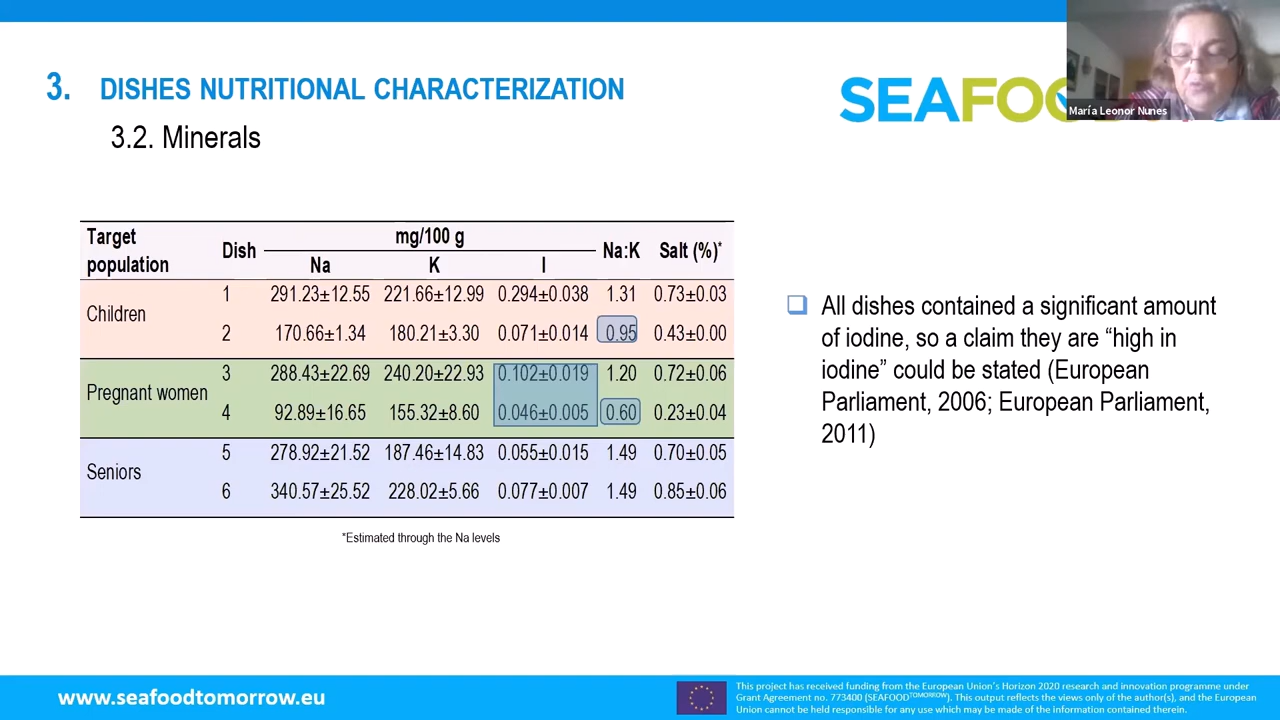 3. DISHES NUTRITIONAL CHARACTERIZATION
3.2. Minerals
SEAFOO
María Leonor Nunes
Target population Dish mg/100 g Na:K Salt (%)*
Na K I
Children 1 291.23±12.55 221.66±12.99 0.294±0.038 1.31 0.73±0.03
2 170.66±1.34 180.21±3.30 0.071±0.014 0.95 0.43±0.00
Pregnant women 3 288.43±22.69 240.20±22.93 0.102±0.019 1.20 0.72±0.06
4 92.89±16.65 155.32±8.60 0.046±0.005 0.60 0.23±0.04
Seniors 5 278.92±21.52 187.46±14.83 0.055±0.015 1.49 0.70±0.05
6 340.57±25.52 228.02±5.66 0.077±0.007 1.49 0.85±0.06
*Estimated through the Na levels
All dishes contained a significant amount
of iodine, so a claim they are “high in
iodine” could be stated (European
Parliament, 2006; European Parliament,
2011)
www.seafoodtomorrow.eu
This project has received funding from the European Union's Horizon 2020 research and innovation programme under
Grant Agreement no. 773400 (SEAFOODTOMORROW). This output reflects the views only of the author(s), and the European
Union cannot be held responsible for any use which may be made of the information contained therein.